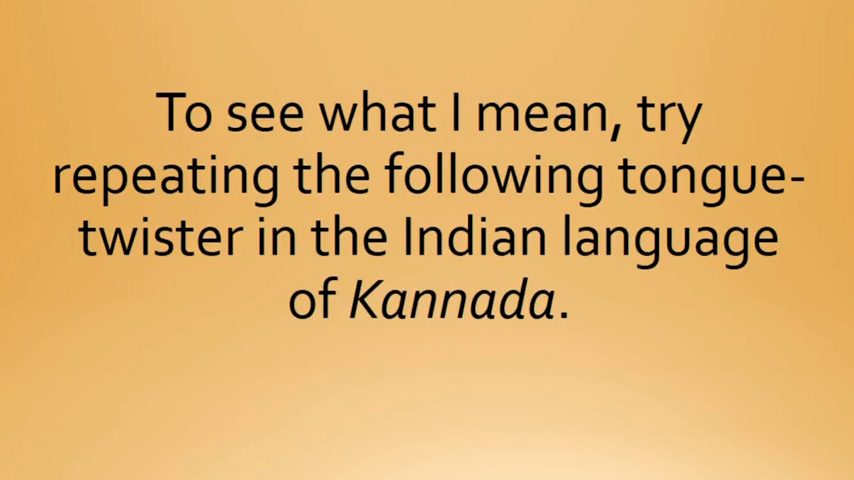 To see what I mean, try
repeating the following tongue-
twister in the Indian language
of Kannada.